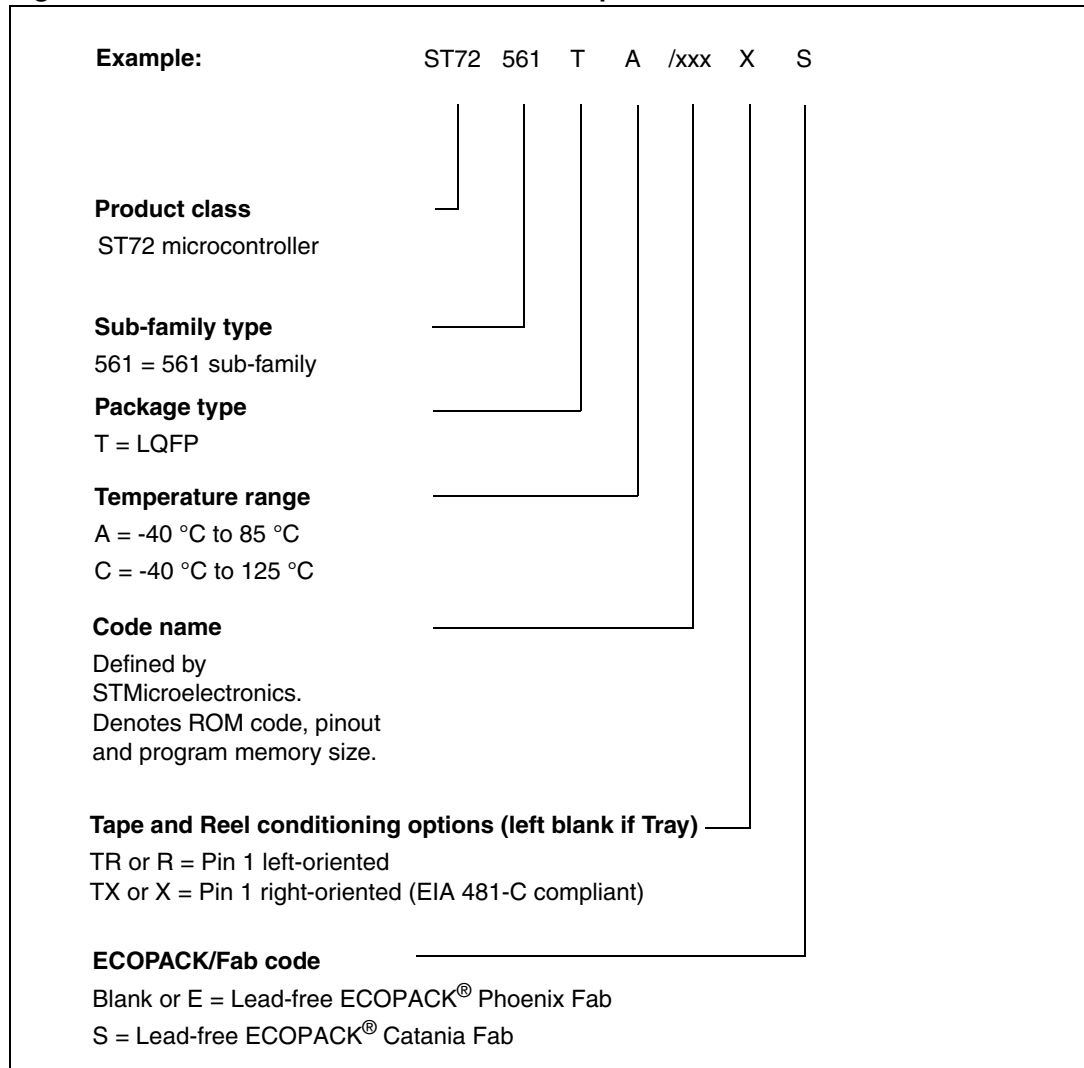 Example: ST72 561 T A /xxx X S
Product class
ST72 microcontroller
Sub-family type
561 = 561 sub-family
Package type
T = LQFP
Temperature range
A = -40 °C to 85 °C
C = -40 °C to 125 °C
Code name
Defined by
STMicroelectronics.
Denotes ROM code, pinout
and program memory size.
Tape and Reel conditioning options (left blank if Tray)
TR or R = Pin 1 left-oriented
TX or X = Pin 1 right-oriented (EIA 481-C compliant)
ECOPACK/Fab code
Blank or E = Lead-free ECOPACK® Phoenix Fab
S = Lead-free ECOPACK® Catania Fab